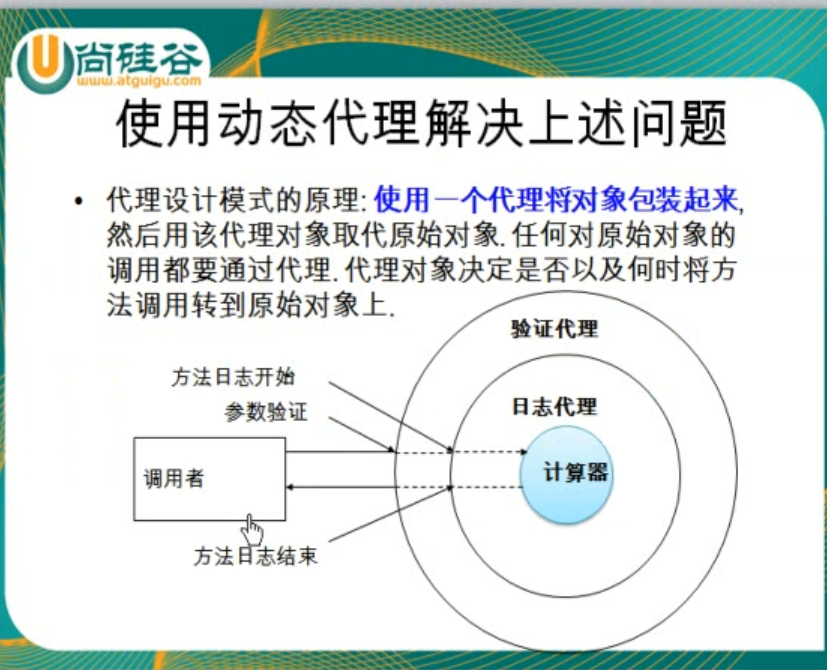 尚硅谷
www.atguigu.com
使用动态代理解决上述问题
• 代理设计模式的原理: 使用一个代理将对象包装起来,
然后用该代理对象取代原始对象. 任何对原始对象的
调用都要通过代理. 代理对象决定是否以及何时将方
法调用转到原始对象上.
验证代理
方法日志开始
日志代理
参数验证
调用者
计算器
方法日志结束